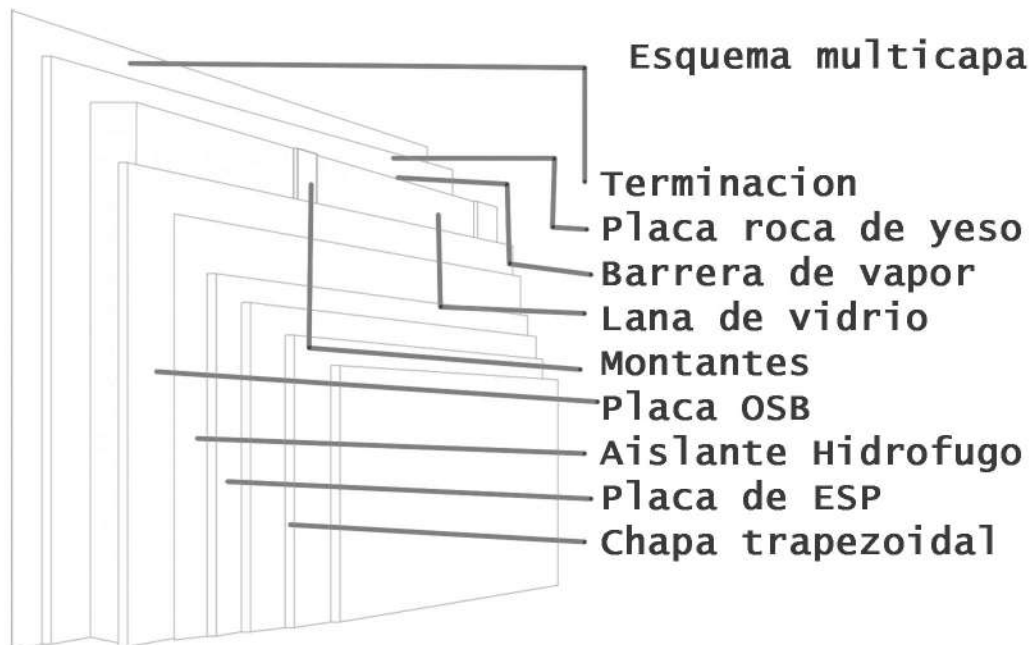 Esquema multicapa
Terminacion
Placa roca de yeso
Barrera de vapor
Lana de vidrio
Montantes
Placa OSB
Aislante Hidrofugo
Placa de ESP
Chapa trapezoidal